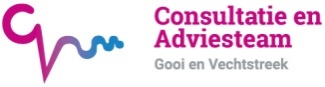 Consultatie en
Adviesteam
Gooi en Vechtstreek